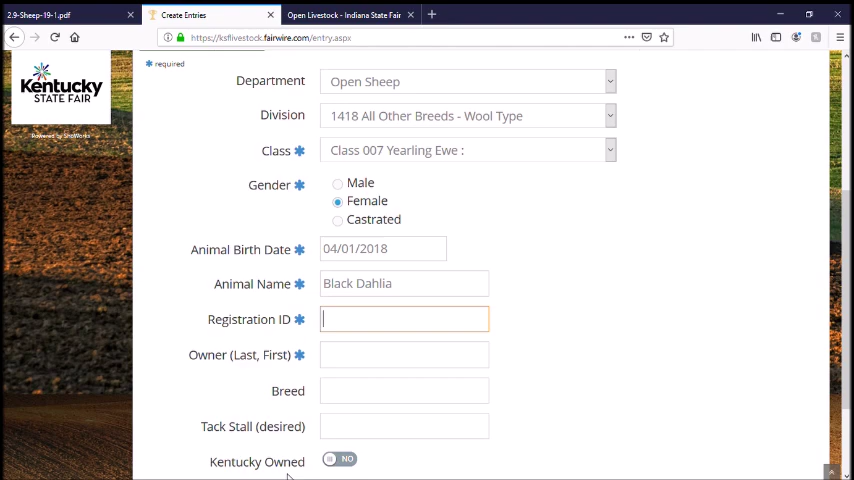 2.9-Sheep-19-1.pdf
Create Entries
Open Livestock - Indiana State Fair
https://ksflivestock.fairwire.com/entry.aspx
Kentucky
STATE FAIR
Powered by ShoWorks
* required
Department
Open Sheep
Division
1418 All Other Breeds - Wool Type
Class *
Class 007 Yearling Ewe :
Gender *
Male
Female
Castrated
Animal Birth Date *
04/01/2018
Animal Name *
Black Dahlia
Registration ID *
Owner (Last, First) *
Breed
Tack Stall (desired)
Kentucky Owned
NO